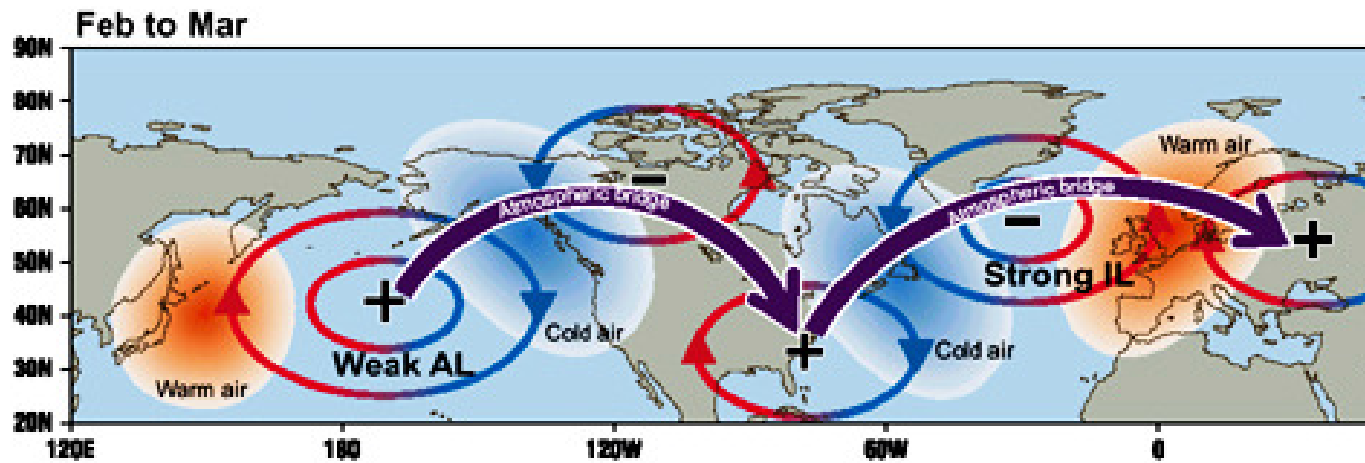 Feb to Mar
90N
80N
70N
60N
50N
40N
30N
20N
120E
180
120W
60W
0
Warm air
Weak AL
Atmospheric bridge
Cold air
Cold air
Atmospheric bridge
Strong IL
Warm air
−
−
+
+
+